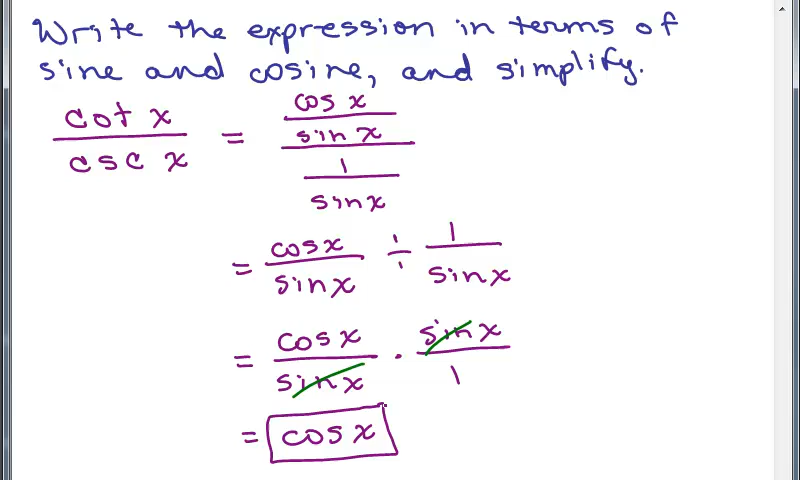 Write the expression in terms of
sine and cosine, and simplify.
cot x / csc x = (cos x / sin x) / (1 / sin x)
= cos x / sin x ÷ 1 / sin x
= cos x / sin x · sin x / 1
= cos x